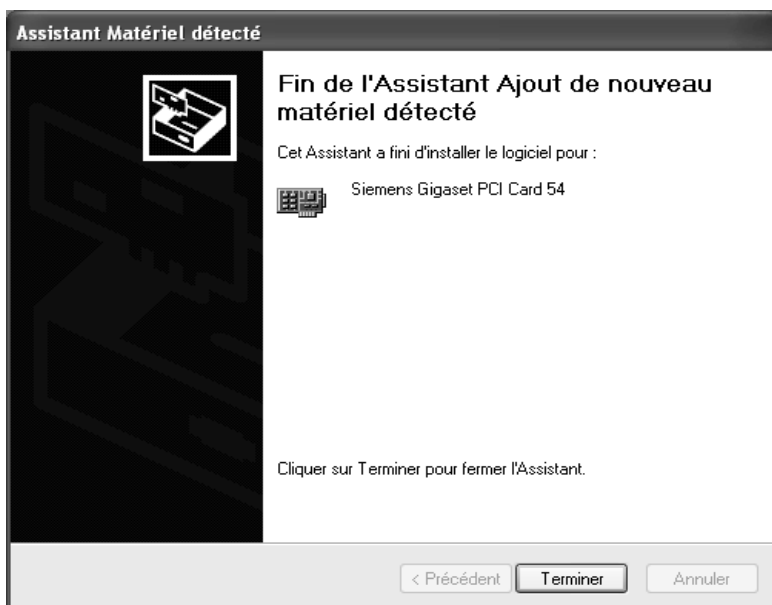 Assistant Matériel détecté
Fin de l'Assistant Ajout de nouveau
matériel détecté
Cet Assistant a fini d'installer le logiciel pour :
Siemens Gigaset PCI Card 54
Cliquer sur Terminer pour fermer l'Assistant.
< Précédent Terminer Annuler